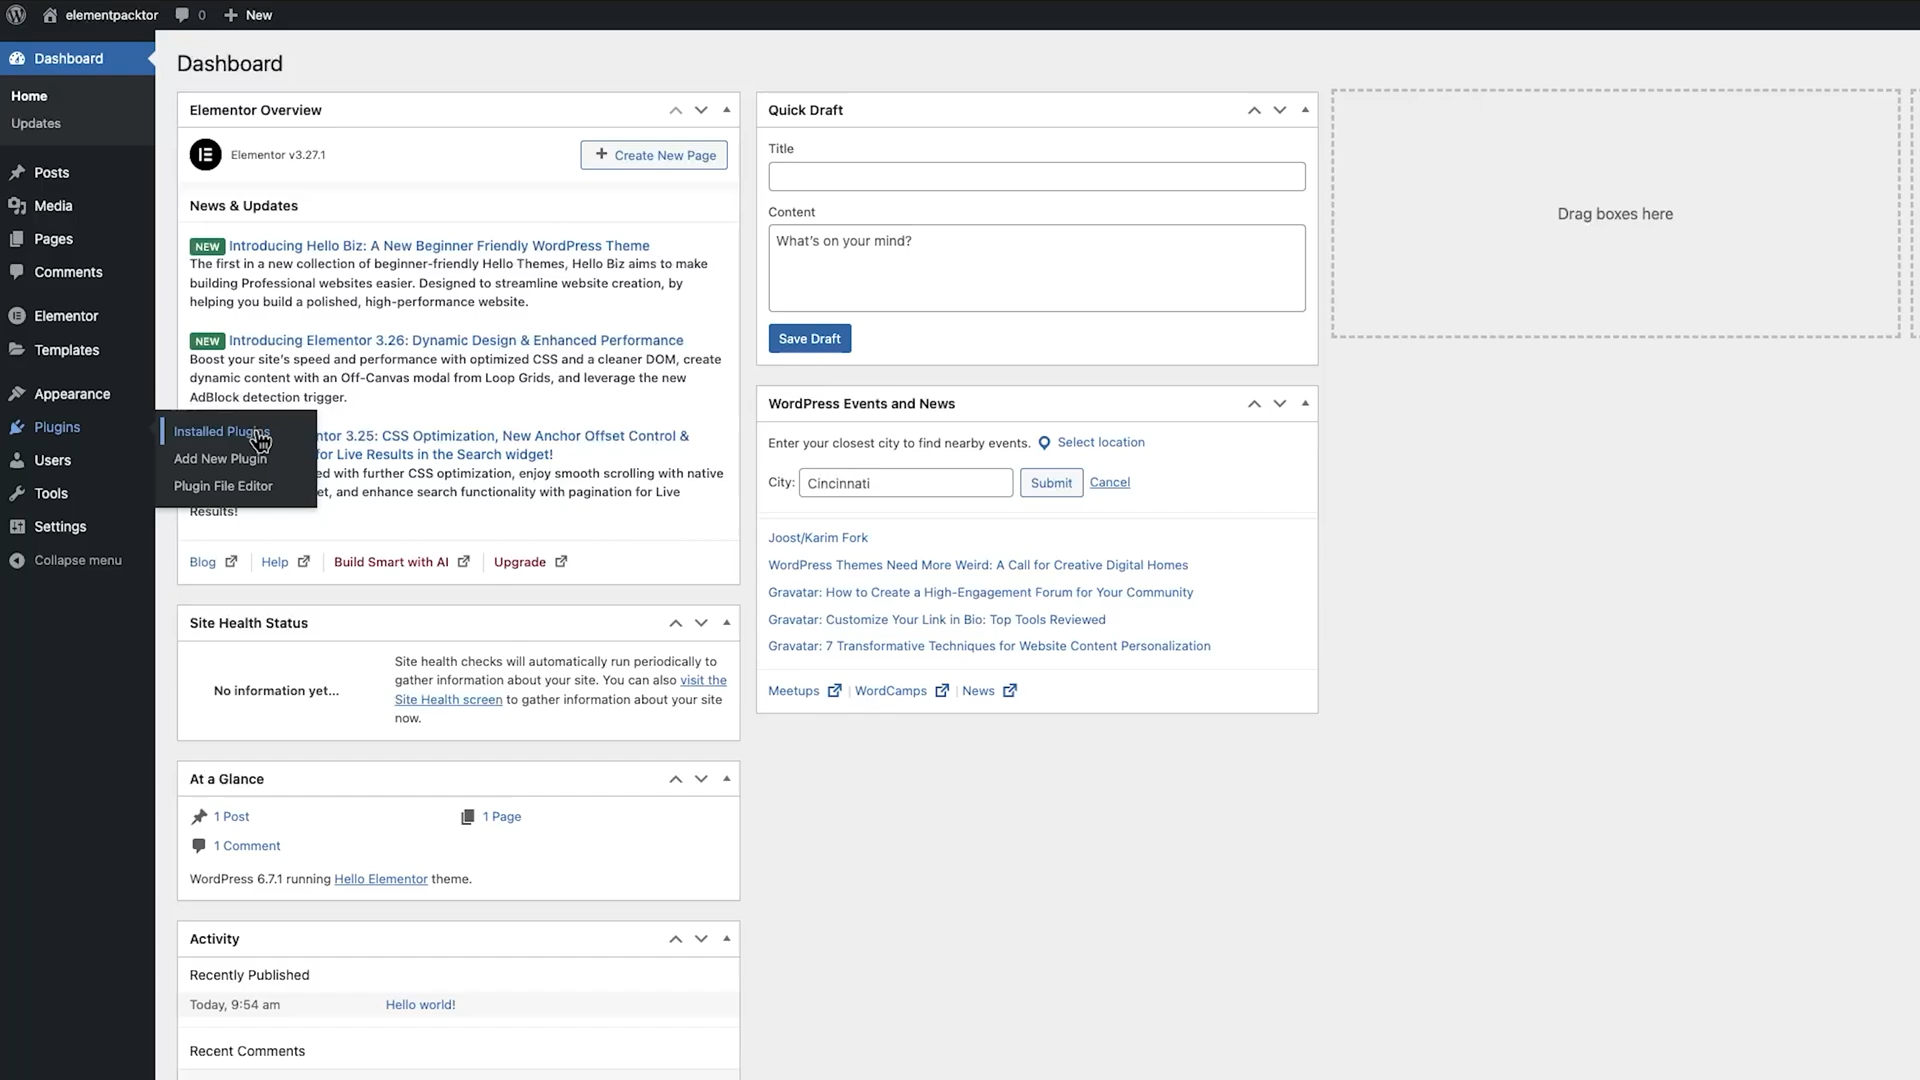 elementpacktor 0 New
Dashboard
Home
Updates
Posts
Media
Pages
Comments
Elementor
Templates
Appearance
Plugins
Users
Tools
Settings
Collapse menu
Installed Plugins
Add New Plugin
Plugin File Editor
Dashboard
Elementor Overview
Elementor v3.27.1
Create New Page
News & Updates
NEW Introducing Hello Biz: A New Beginner Friendly WordPress Theme
The first in a new collection of beginner-friendly Hello Themes, Hello Biz aims to make
building Professional websites easier. Designed to streamline website creation, by
helping you build a polished, high-performance website.
NEW Introducing Elementor 3.26: Dynamic Design & Enhanced Performance
Boost your site's speed and performance with optimized CSS and a cleaner DOM, create
dynamic content with an Off-Canvas modal from Loop Grids, and leverage the new
AdBlock detection trigger.
ntor 3.25: CSS Optimization, New Anchor Offset Control &
for Live Results in the Search widget!
ed with further CSS optimization, enjoy smooth scrolling with native
et, and enhance search functionality with pagination for Live
Results!
Blog Help Build Smart with AI Upgrade
Site Health Status
No information yet...
Site health checks will automatically run periodically to
gather information about your site. You can also visit the
Site Health screen to gather information about your site
now.
At a Glance
1 Post 1 Page
1 Comment
WordPress 6.7.1 running Hello Elementor theme.
Activity
Recently Published
Today, 9:54 am Hello world!
Recent Comments
Quick Draft
Title
Content
What's on your mind?
Save Draft
WordPress Events and News
Enter your closest city to find nearby events. Select location
City: Cincinnati Submit Cancel
Joost/Karim Fork
WordPress Themes Need More Weird: A Call for Creative Digital Homes
Gravatar: How to Create a High-Engagement Forum for Your Community
Gravatar: Customize Your Link in Bio: Top Tools Reviewed
Gravatar: 7 Transformative Techniques for Website Content Personalization
Meetups | WordCamps | News
Drag boxes here